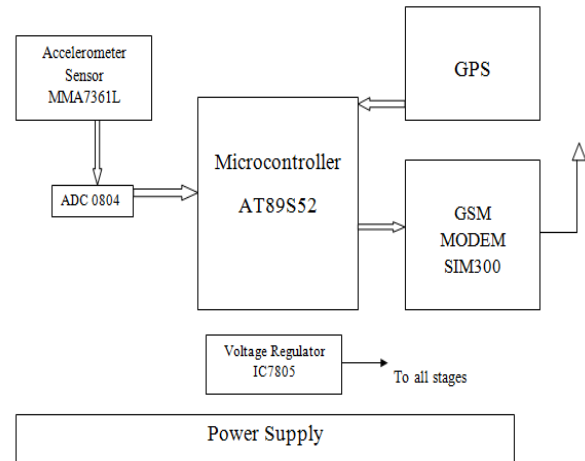 Accelerometer
Sensor
MMA7361L
GPS
Microcontroller
AT89S52
ADC 0804
GSM
MODEM
SIM300
Voltage Regulator
IC7805
To all stages
Power Supply